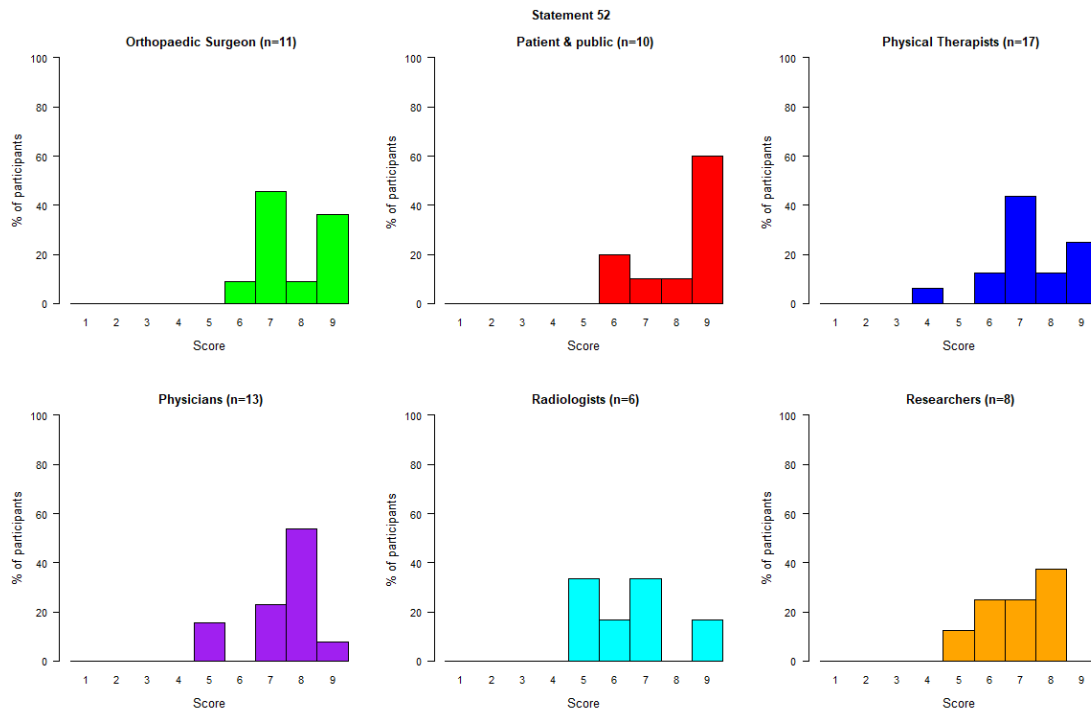 Statement 52
Orthopaedic Surgeon (n=11)
% of participants
100
80
60
40
20
0
1 2 3 4 5 6 7 8 9
Score
Patient & public (n=10)
% of participants
100
80
60
40
20
0
1 2 3 4 5 6 7 8 9
Score
Physical Therapists (n=17)
% of participants
100
80
60
40
20
0
1 2 3 4 5 6 7 8 9
Score
Physicians (n=13)
% of participants
100
80
60
40
20
0
1 2 3 4 5 6 7 8 9
Score
Radiologists (n=6)
% of participants
100
80
60
40
20
0
1 2 3 4 5 6 7 8 9
Score
Researchers (n=8)
% of participants
100
80
60
40
20
0
1 2 3 4 5 6 7 8 9
Score